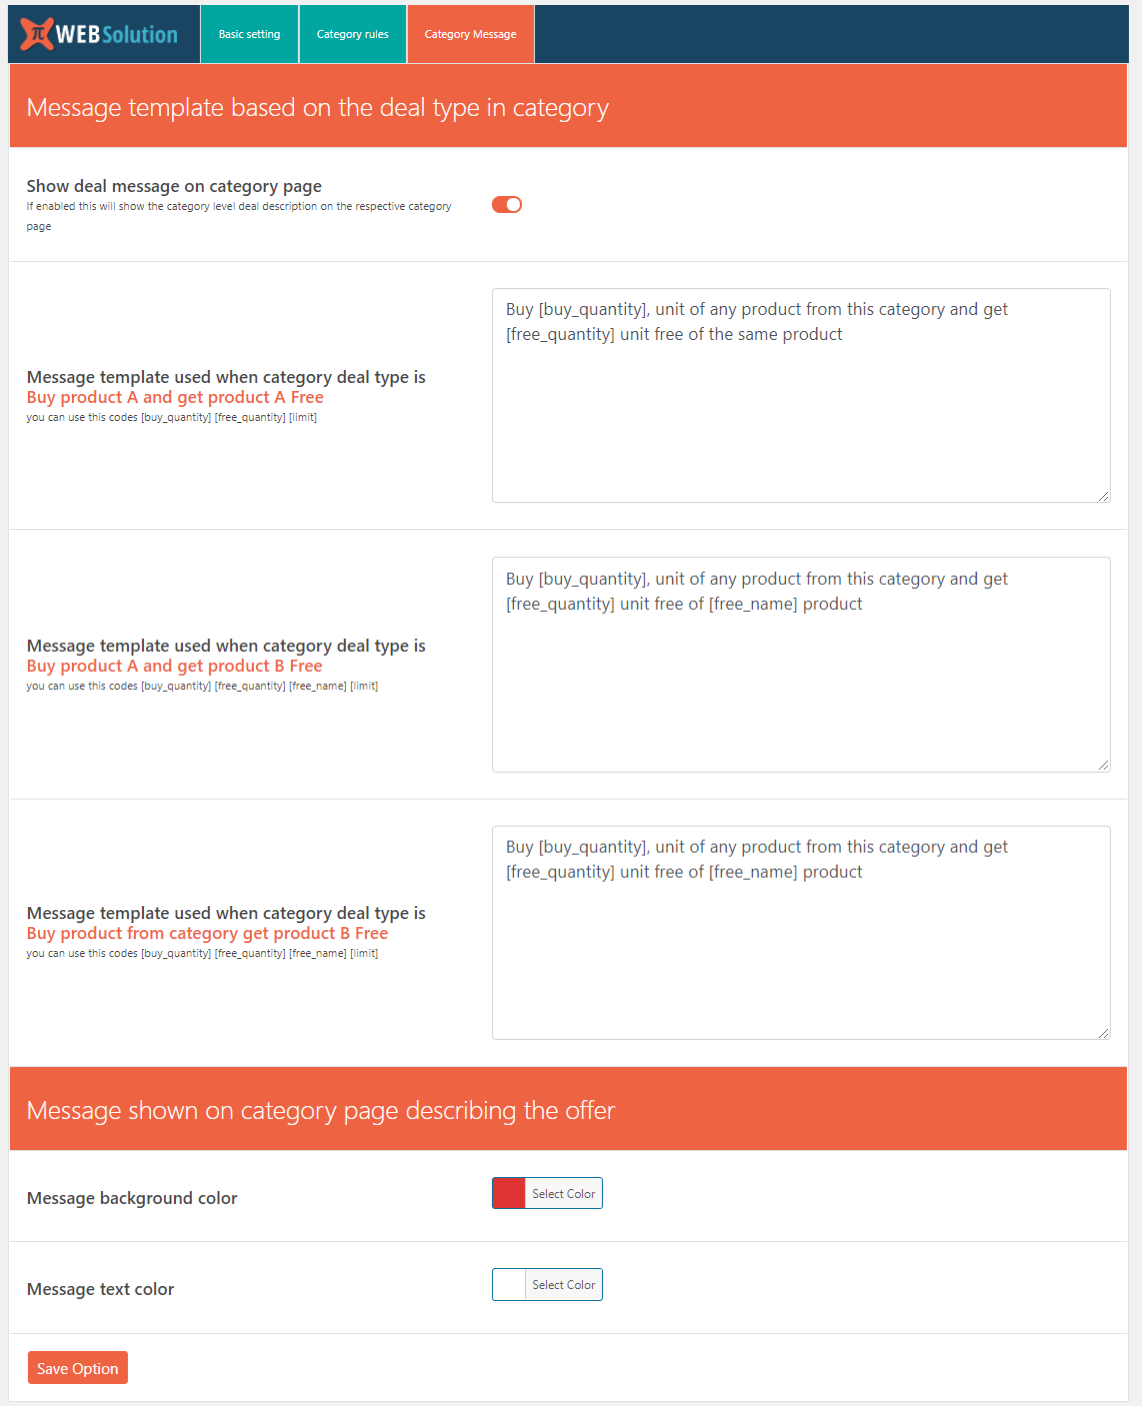 π WEB Solution
Basic setting
Category rules
Category Message
Message template based on the deal type in category
Show deal message on category page
If enabled this will show the category level deal description on the respective category
page
Buy [buy_quantity], unit of any product from this category and get
[free_quantity] unit free of the same product
Message template used when category deal type is
Buy product A and get product A Free
you can use this codes [buy_quantity] [free_quantity] [limit]
Buy [buy_quantity], unit of any product from this category and get
[free_quantity] unit free of [free_name] product
Message template used when category deal type is
Buy product A and get product B Free
you can use this codes [buy_quantity] [free_quantity] [free_name] [limit]
Buy [buy_quantity], unit of any product from this category and get
[free_quantity] unit free of [free_name] product
Message template used when category deal type is
Buy product from category get product B Free
you can use this codes [buy_quantity] [free_quantity] [free_name] [limit]
Message shown on category page describing the offer
Message background color
Select Color
Message text color
Select Color
Save Option